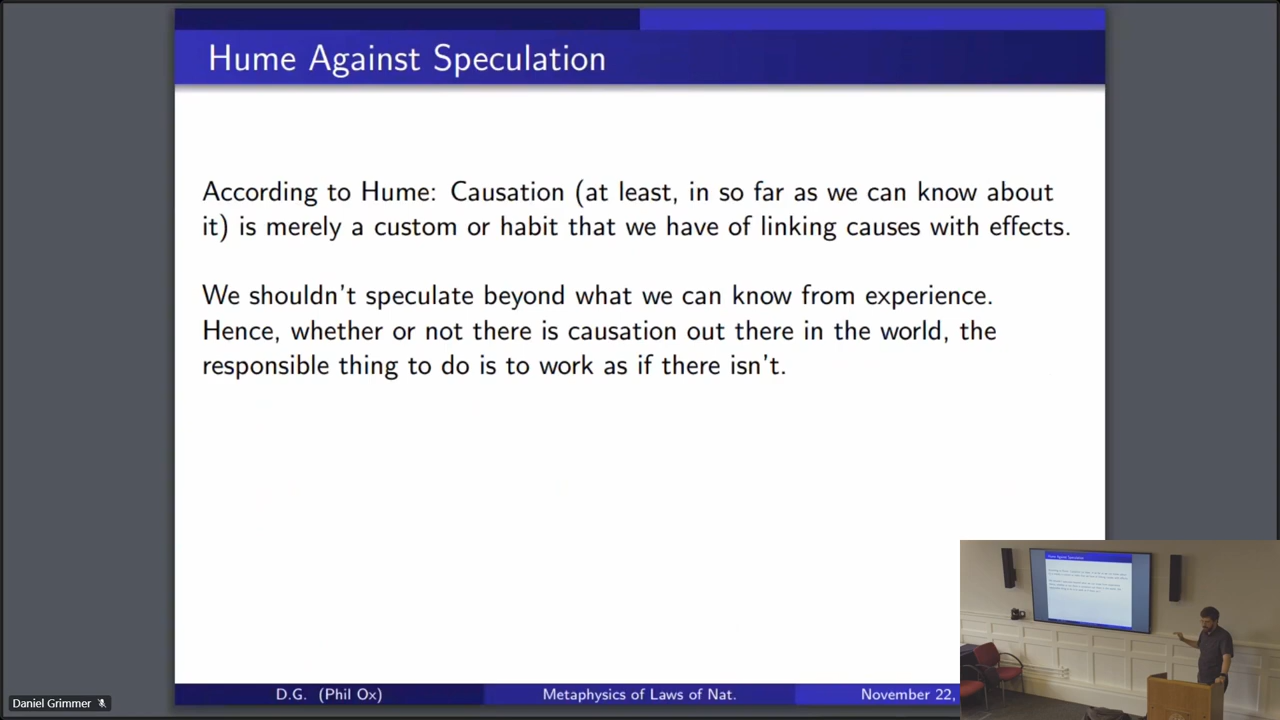 Hume Against Speculation
According to Hume: Causation (at least, in so far as we can know about
it) is merely a custom or habit that we have of linking causes with effects.
We shouldn't speculate beyond what we can know from experience.
Hence, whether or not there is causation out there in the world, the
responsible thing to do is to work as if there isn't.
D.G. (Phil Ox)
Metaphysics of Laws of Nat.
November 22,
Daniel Grimmer
Hume Against Speculation